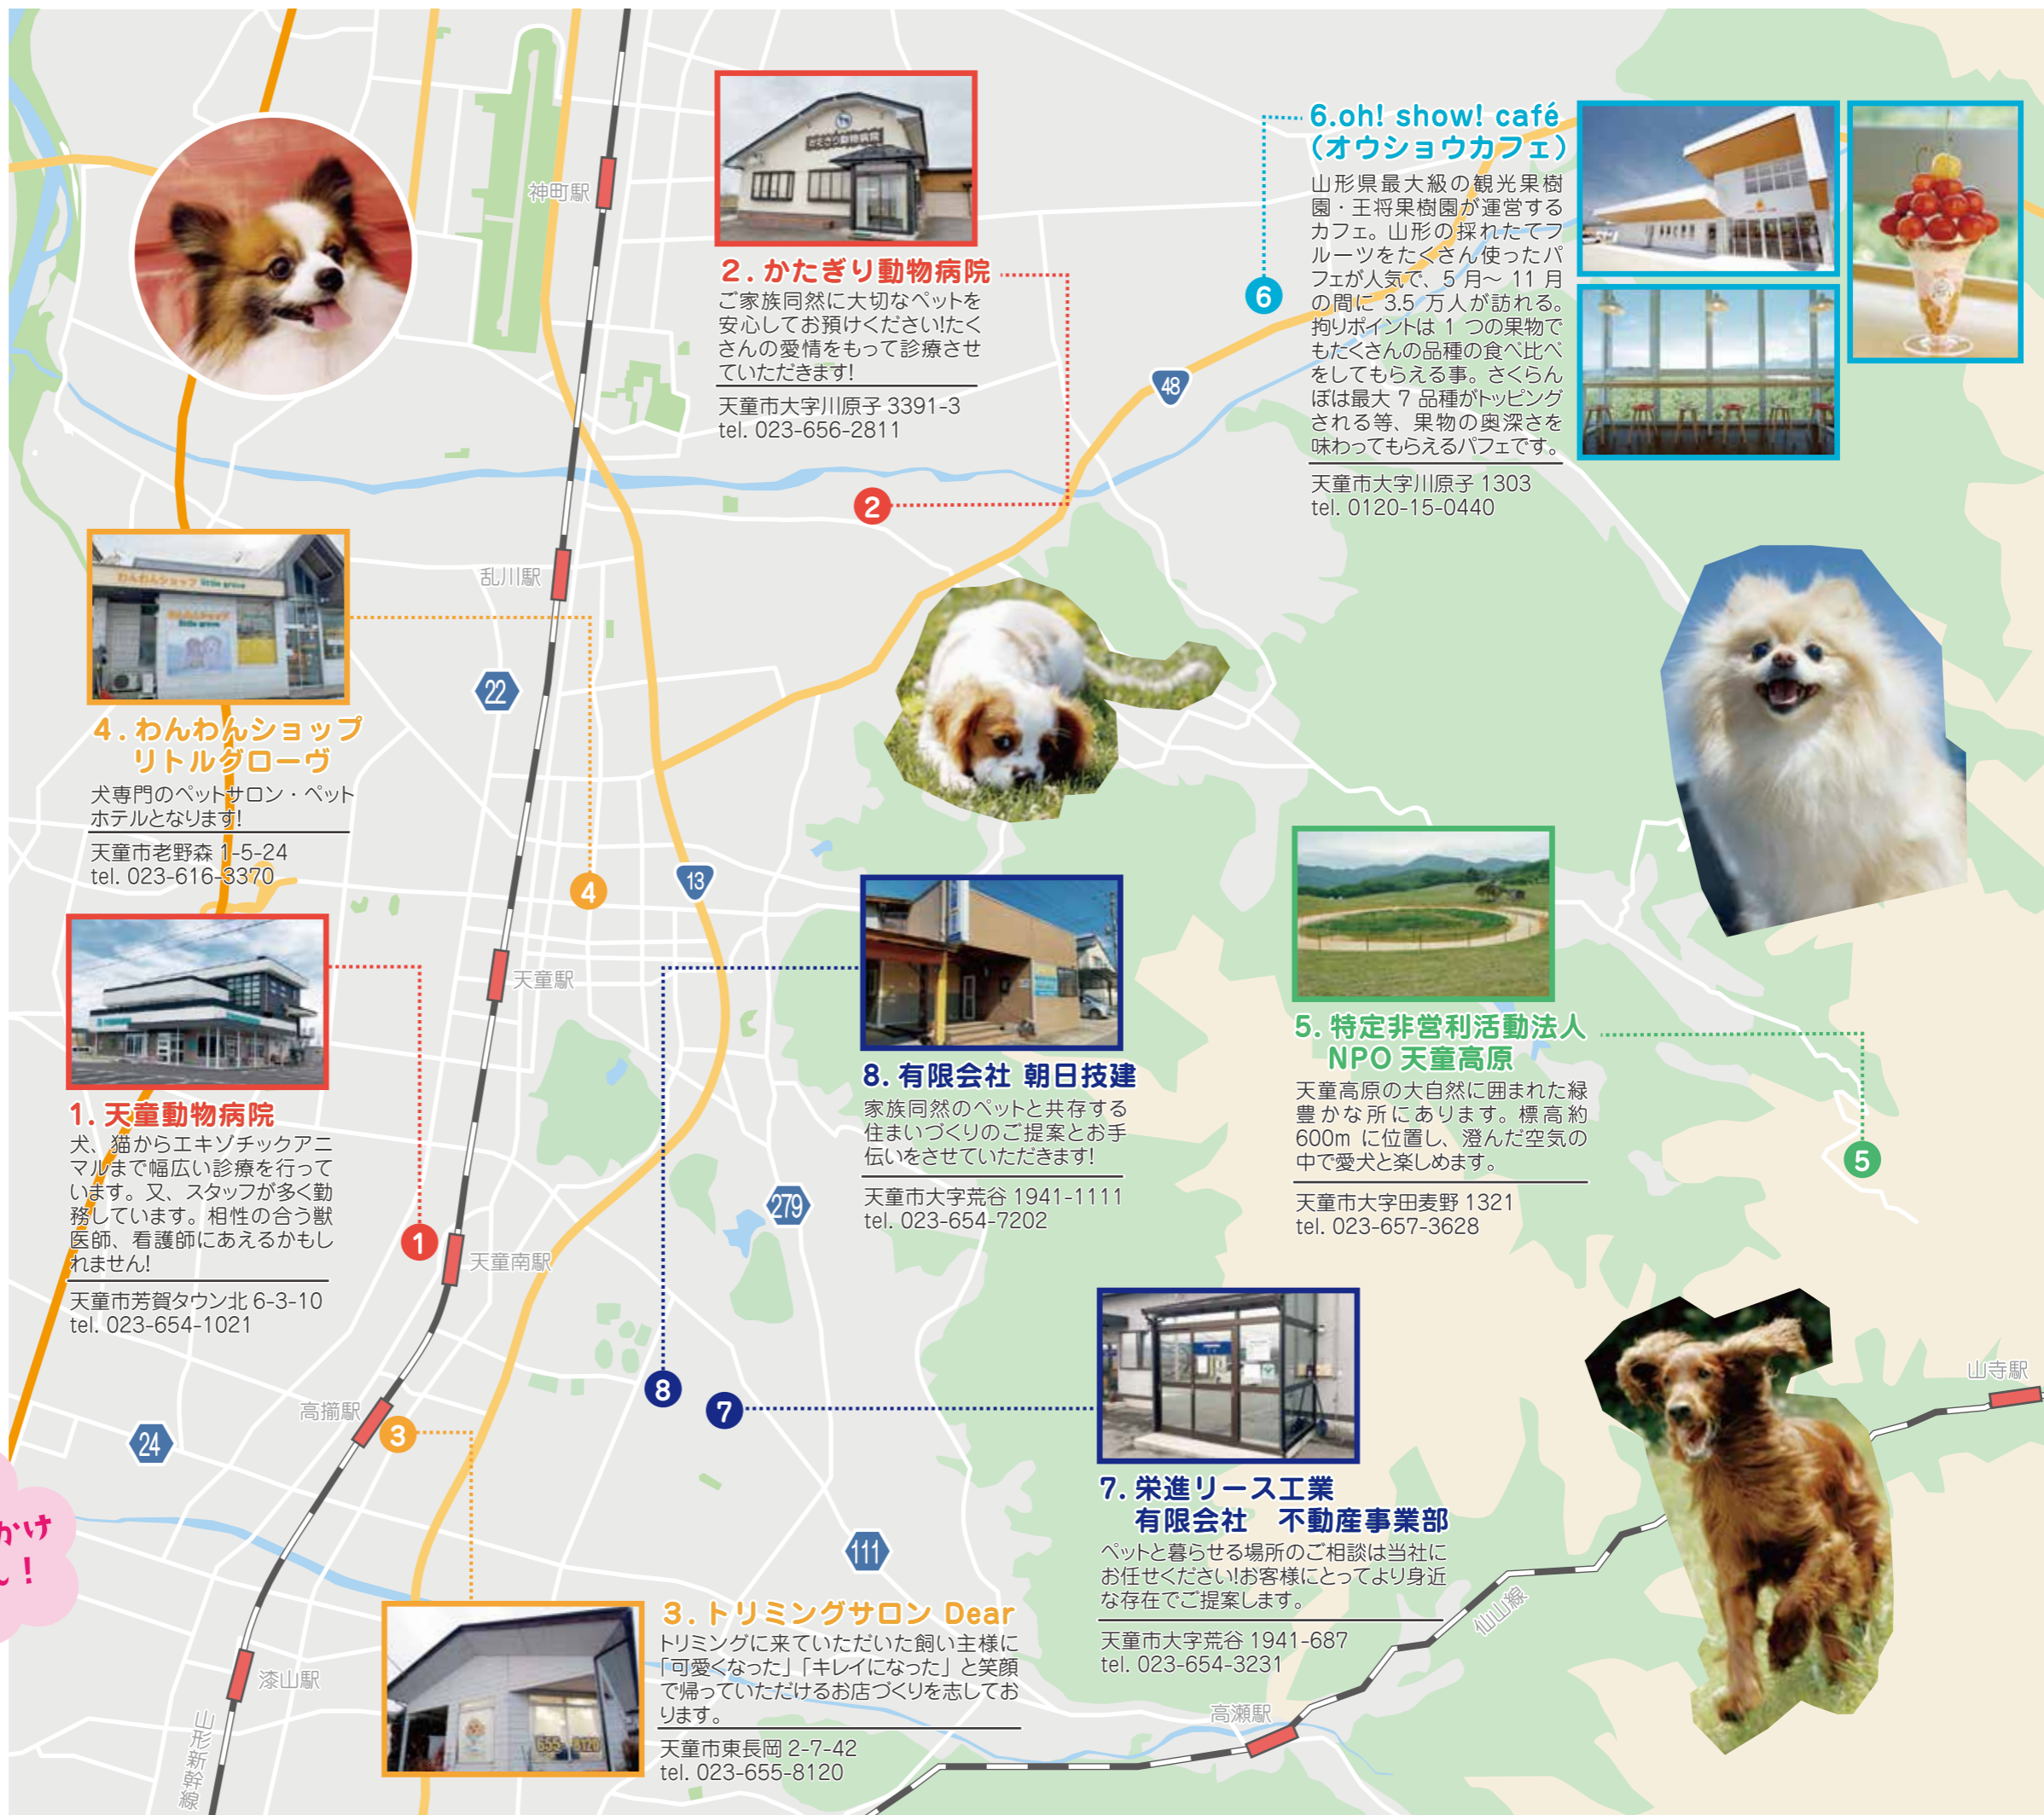 神町駅
2. かたぎり動物病院
ご家族同然に大切なペットを
安心してお預けください!たく
さんの愛情をもって診療させ
ていただきます!
天童市大字川原子 3391-3
tel. 023-656-2811
6.oh! show! café
(オウショウカフェ)
山形県最大級の観光果樹
園・王将果樹園が運営する
カフェ。山形の採れたてフ
ルーツをたくさん使ったパ
フェが人気で、5 月〜 11 月
の間に 3.5 万人が訪れる。
拘りポイントは 1 つの果物で
もたくさんの品種の食べ比べ
をしてもらえる事。さくらん
ぼは最大 7 品種がトッピング
される等、果物の奥深さを
味わってもらえるパフェです。
天童市大字川原子 1303
tel. 0120-15-0440
6
48
2
乱川駅
わんわんショップ little grove
わんわんショップ
little grove
22
4. わんわんショップ
リトルグローヴ
犬専門のペットサロン・ペット
ホテルとなります!
天童市老野森 1-5-24
tel. 023-616-3370
4
13
天童駅
1. 天童動物病院
犬、猫からエキゾチックアニ
マルまで幅広い診療を行って
います。又、スタッフが多く勤
務しています。相性の合う獣
医師、看護師にあえるかもし
れません!
天童市芳賀タウン北 6-3-10
tel. 023-654-1021
1
天童南駅
279
8. 有限会社 朝日技建
家族同然のペットと共存する
住まいづくりのご提案とお手
伝いをさせていただきます!
天童市大字荒谷 1941-1111
tel. 023-654-7202
5. 特定非営利活動法人
NPO 天童高原
天童高原の大自然に囲まれた緑
豊かな所にあります。標高約
600m に位置し、澄んだ空気の
中で愛犬と楽しめます。
天童市大字田麦野 1321
tel. 023-657-3628
5
8
7
高擶駅
3
24
山寺駅
7. 栄進リース工業
有限会社 不動産事業部
ペットと暮らせる場所のご相談は当社に
お任せください!お客様にとってより身近
な存在でご提案します。
天童市大字荒谷 1941-687
tel. 023-654-3231
かけ
ん!
111
3. トリミングサロン Dear
トリミングに来ていただいた飼い主様に
「可愛くなった」「キレイになった」と笑顔
で帰っていただけるお店づくりを志してお
ります。
天童市東長岡 2-7-42
tel. 023-655-8120
655-8120
漆山駅
山形新幹線
仙山線
高瀬駅